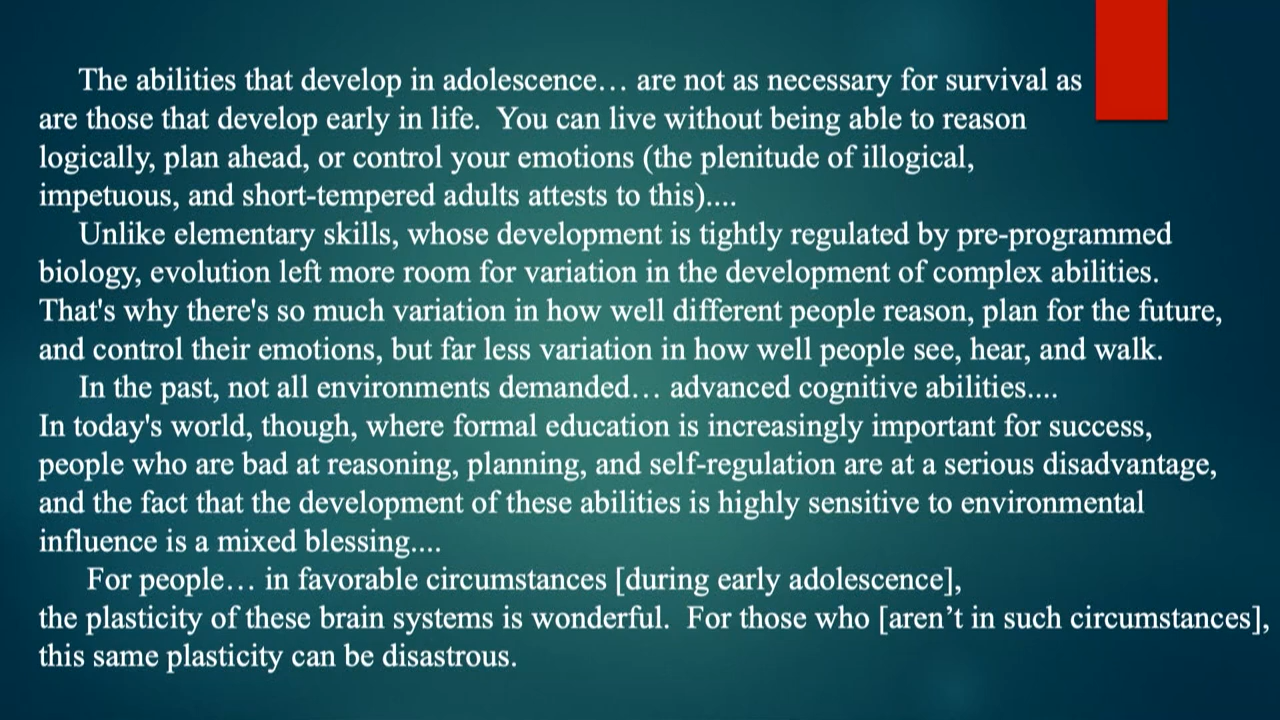 The abilities that develop in adolescence… are not as necessary for survival as
are those that develop early in life.  You can live without being able to reason
logically, plan ahead, or control your emotions (the plenitude of illogical,
impetuous, and short-tempered adults attests to this)....
Unlike elementary skills, whose development is tightly regulated by pre-programmed
biology, evolution left more room for variation in the development of complex abilities.
That's why there's so much variation in how well different people reason, plan for the future,
and control their emotions, but far less variation in how well people see, hear, and walk.
In the past, not all environments demanded… advanced cognitive abilities....
In today's world, though, where formal education is increasingly important for success,
people who are bad at reasoning, planning, and self-regulation are at a serious disadvantage,
and the fact that the development of these abilities is highly sensitive to environmental
influence is a mixed blessing....
For people… in favorable circumstances [during early adolescence],
the plasticity of these brain systems is wonderful.  For those who [aren’t in such circumstances],
this same plasticity can be disastrous.